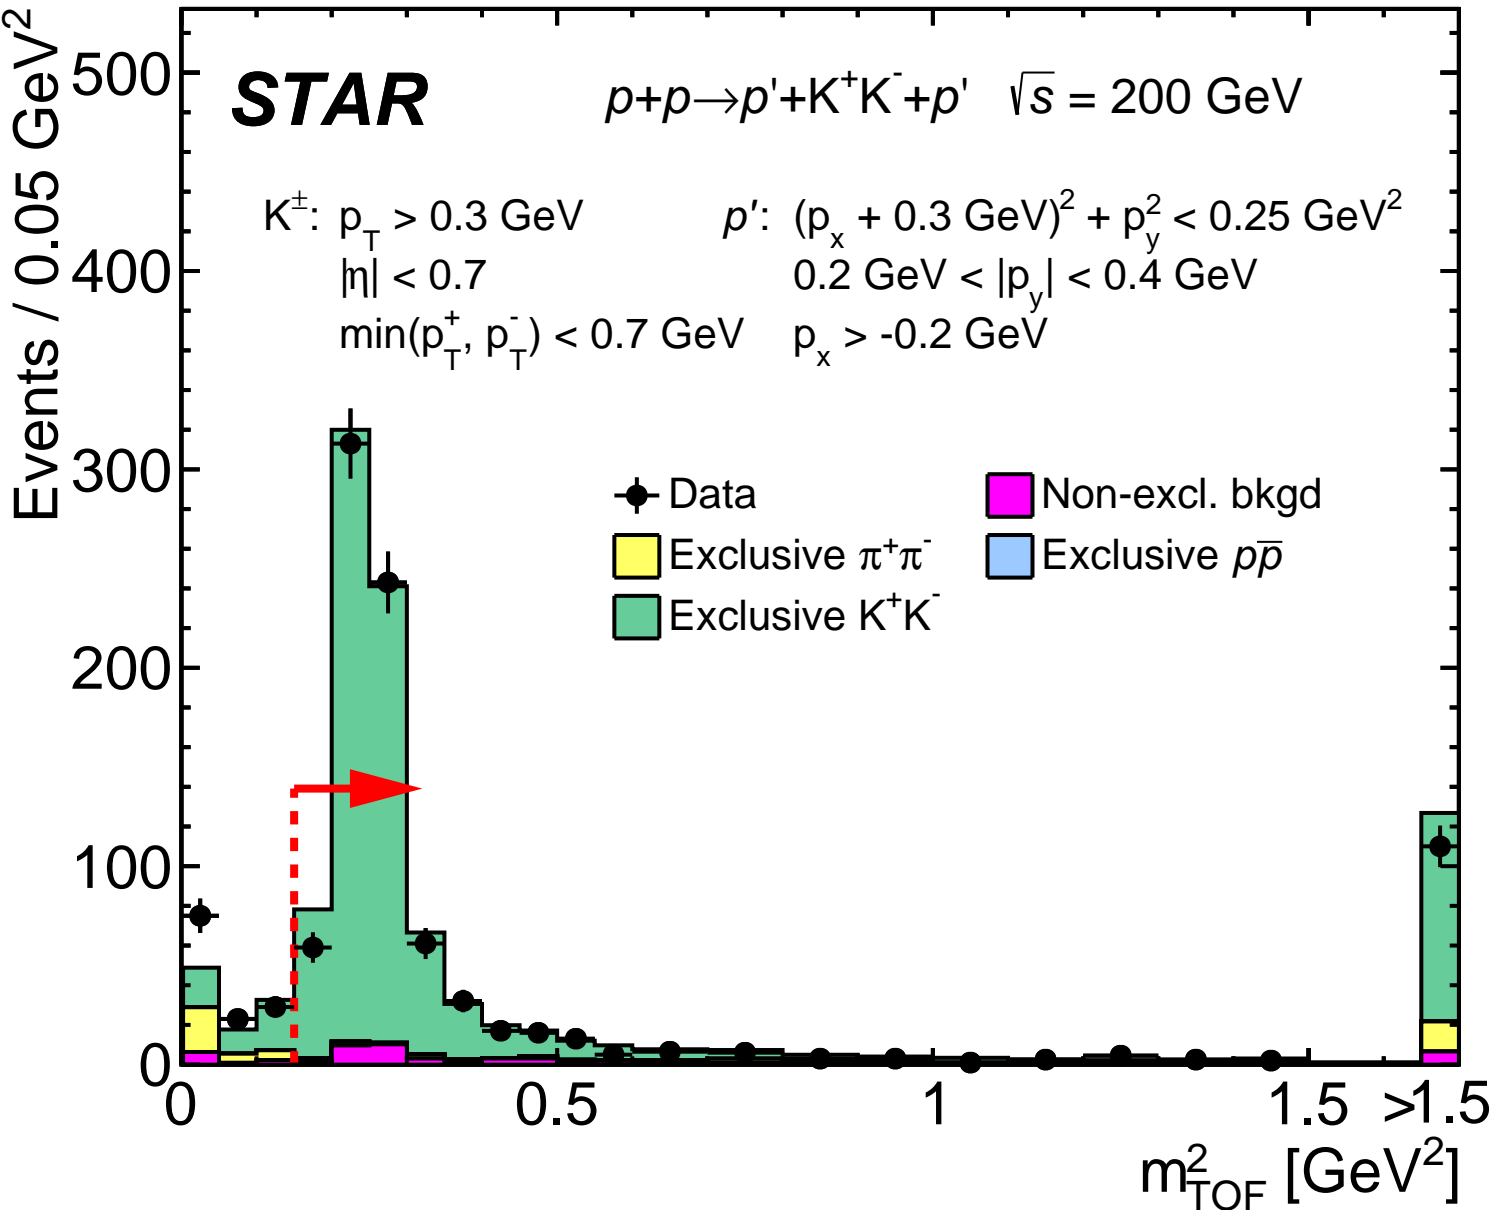 Events / 0.05 GeV²
500
400
300
200
100
0
STAR p+p→p'+K⁺K⁻+p' √s = 200 GeV
K±: p_T > 0.3 GeV
|η| < 0.7
min(p_T⁺, p_T⁻) < 0.7 GeV
p': (p_x + 0.3 GeV)² + p_y² < 0.25 GeV²
0.2 GeV < |p_y| < 0.4 GeV
p_x > -0.2 GeV
Data
Exclusive π⁺π⁻
Exclusive K⁺K⁻
Non-excl. bkgd
Exclusive pp̅
0 0.5 1 1.5 >1.5
m²_TOF [GeV²]